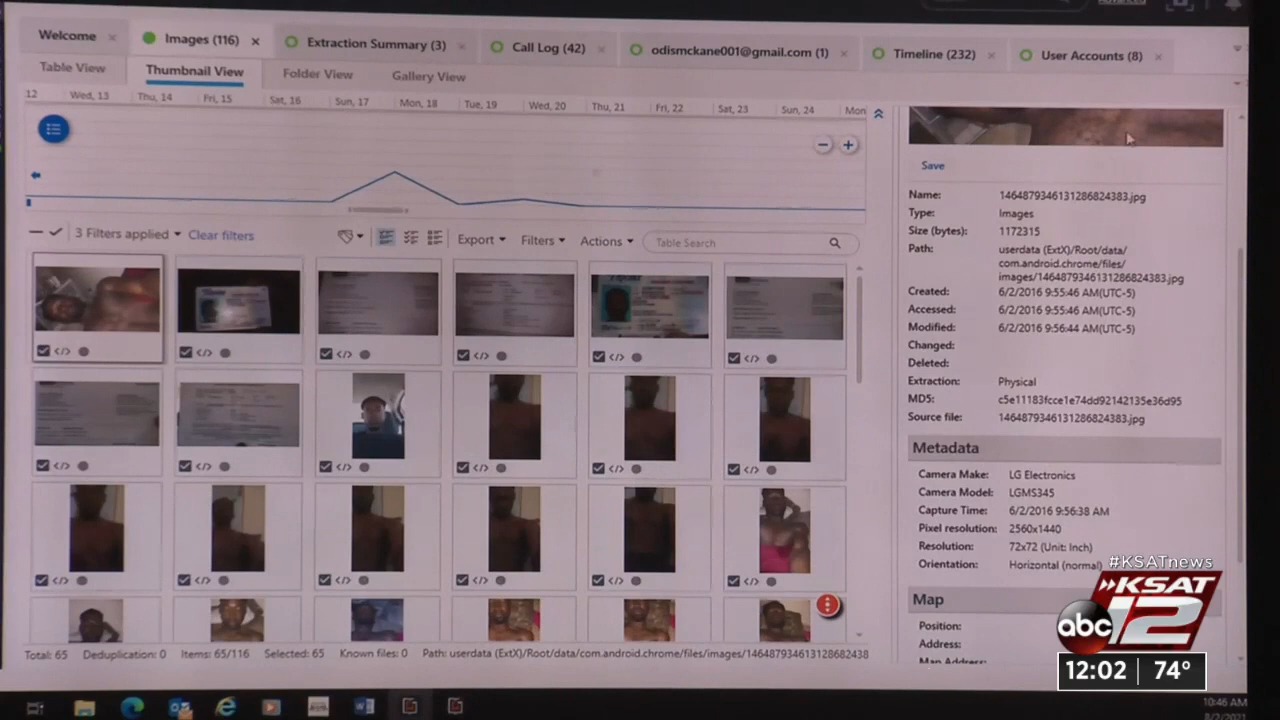 Welcome
Images (116)
Extraction Summary (3)
Call Log (42)
odismckane001@gmail.com (1)
Timeline (232)
User Accounts (8)
Table View
Thumbnail View
Folder View
Gallery View
12
Wed, 13
Thu, 14
Fri, 15
Sat, 16
Sun, 17
Mon, 18
Tue, 19
Wed, 20
Thu, 21
Fri, 22
Sat, 23
Sun, 24
Mon
3 Filters applied
Clear filters
Export
Filters
Actions
Table Search
Total: 65
Deduplication: 0
Items: 65/116
Selected: 65
Known files: 0
Path: userdata (ExtX)/Root/data/com.android.chrome/files/images/146487934613128682438
Save
Name: 1464879346131286824383.jpg
Type: Images
Size (bytes): 1172315
Path: userdata (ExtX)/Root/data/
com.android.chrome/files/
images/1464879346131286824383.jpg
Created: 6/2/2016 9:55:46 AM(UTC-5)
Accessed: 6/2/2016 9:55:46 AM(UTC-5)
Modified: 6/2/2016 9:56:44 AM(UTC-5)
Changed:
Deleted:
Extraction: Physical
MD5: c5e11183fcce1e74dd92142135e36d95
Source file: 1464879346131286824383.jpg
Metadata
Camera Make: LG Electronics
Camera Model: LGMS345
Capture Time: 6/2/2016 9:56:38 AM
Pixel resolution: 2560x1440
Resolution: 72x72 (Unit: Inch)
Orientation: Horizontal (normal)
Map
Position:
Address:
Map Address:
#KSATnews
KSAT
abc 12
12:02 74°
10:46 AM